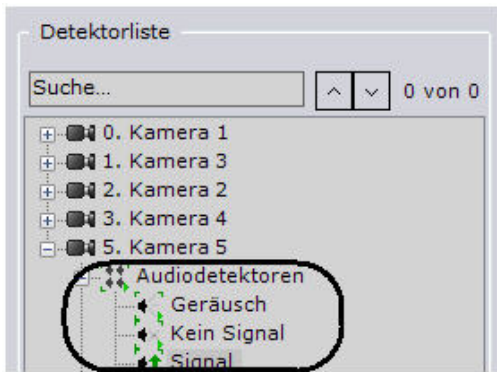 Detektorliste
Suche...
0 von 0
0. Kamera 1
1. Kamera 3
2. Kamera 2
3. Kamera 4
5. Kamera 5
Audiodetektoren
Geräusch
Kein Signal
Signal